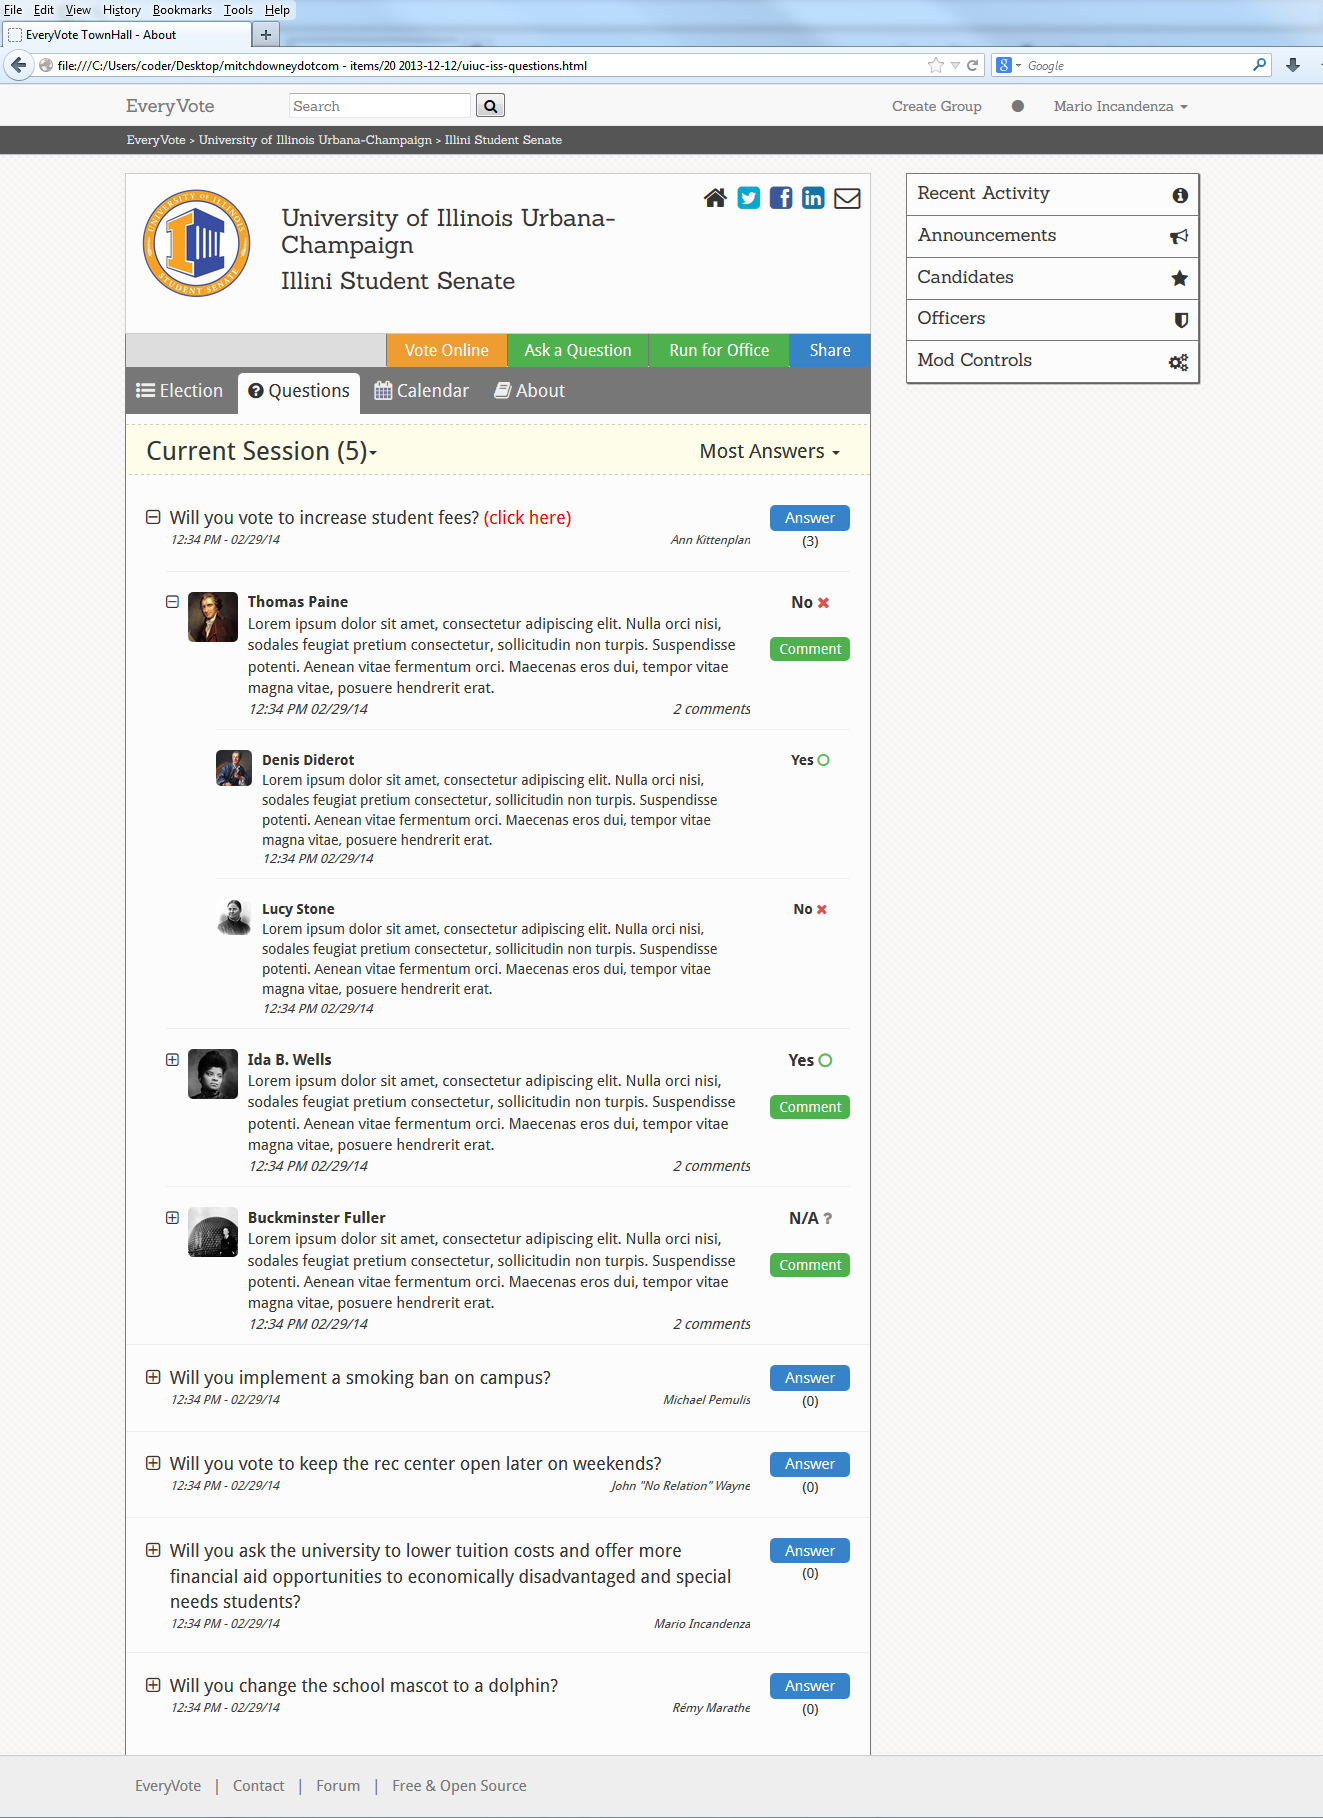 File Edit View History Bookmarks Tools Help
EveryVote TownHall - About
file:///C:/Users/coder/Desktop/mitchdowneydotcom - items/20 2013-12-12/uiuc-iss-questions.html
Google
EveryVote Search Create Group Mario Incandenza
EveryVote > University of Illinois Urbana-Champaign > Illini Student Senate
UNIVERSITY OF ILLINOIS
STUDENT SENATE
University of Illinois Urbana-
Champaign
Illini Student Senate
Recent Activity
Announcements
Candidates
Officers
Mod Controls
Vote Online Ask a Question Run for Office Share
Election Questions Calendar About
Current Session (5) Most Answers
Will you vote to increase student fees? (click here) Answer
12:34 PM - 02/29/14 Ann Kittenplan (3)
Thomas Paine No
Lorem ipsum dolor sit amet, consectetur adipiscing elit. Nulla orci nisi,
sodales feugiat pretium consectetur, sollicitudin non turpis. Suspendisse Comment
potenti. Aenean vitae fermentum orci. Maecenas eros dui, tempor vitae
magna vitae, posuere hendrerit erat.
12:34 PM 02/29/14 2 comments
Denis Diderot Yes
Lorem ipsum dolor sit amet, consectetur adipiscing elit. Nulla orci nisi,
sodales feugiat pretium consectetur, sollicitudin non turpis. Suspendisse
potenti. Aenean vitae fermentum orci. Maecenas eros dui, tempor vitae
magna vitae, posuere hendrerit erat.
12:34 PM 02/29/14
Lucy Stone No
Lorem ipsum dolor sit amet, consectetur adipiscing elit. Nulla orci nisi,
sodales feugiat pretium consectetur, sollicitudin non turpis. Suspendisse
potenti. Aenean vitae fermentum orci. Maecenas eros dui, tempor vitae
magna vitae, posuere hendrerit erat.
12:34 PM 02/29/14
Ida B. Wells Yes
Lorem ipsum dolor sit amet, consectetur adipiscing elit. Nulla orci nisi,
sodales feugiat pretium consectetur, sollicitudin non turpis. Suspendisse Comment
potenti. Aenean vitae fermentum orci. Maecenas eros dui, tempor vitae
magna vitae, posuere hendrerit erat.
12:34 PM 02/29/14 2 comments
Buckminster Fuller N/A ?
Lorem ipsum dolor sit amet, consectetur adipiscing elit. Nulla orci nisi,
sodales feugiat pretium consectetur, sollicitudin non turpis. Suspendisse Comment
potenti. Aenean vitae fermentum orci. Maecenas eros dui, tempor vitae
magna vitae, posuere hendrerit erat.
12:34 PM 02/29/14 2 comments
Will you implement a smoking ban on campus? Answer
12:34 PM - 02/29/14 Michael Pemulis (0)
Will you vote to keep the rec center open later on weekends? Answer
12:34 PM - 02/29/14 John "No Relation" Wayne (0)
Will you ask the university to lower tuition costs and offer more Answer
financial aid opportunities to economically disadvantaged and special (0)
needs students?
12:34 PM - 02/29/14 Mario Incandenza
Will you change the school mascot to a dolphin? Answer
12:34 PM - 02/29/14 Rémy Marathe (0)
EveryVote | Contact | Forum | Free & Open Source